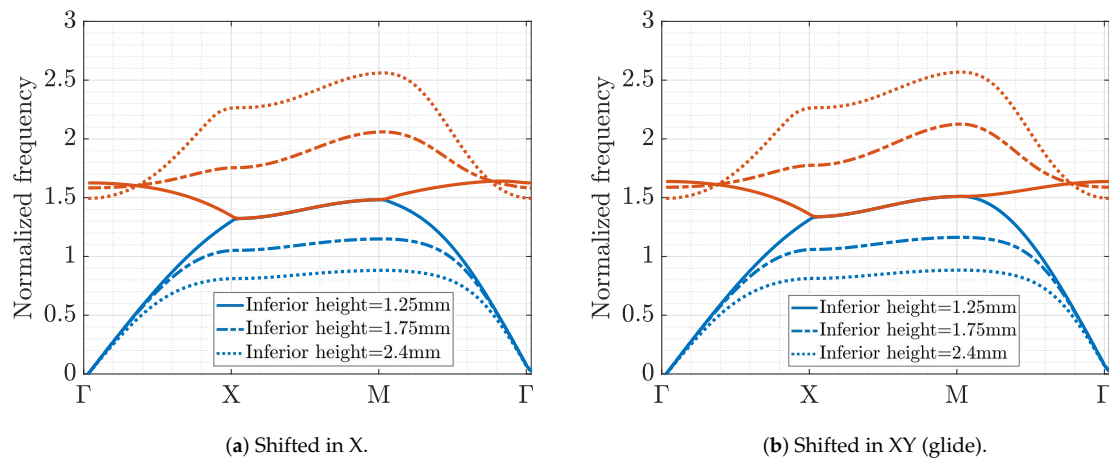 3
2.5
2
1.5
1
0.5
0
Normalized frequency
Inferior height=1.25mm
Inferior height=1.75mm
Inferior height=2.4mm
Γ X M Γ
(a) Shifted in X.
3
2.5
2
1.5
1
0.5
0
Normalized frequency
Inferior height=1.25mm
Inferior height=1.75mm
Inferior height=2.4mm
Γ X M Γ
(b) Shifted in XY (glide).